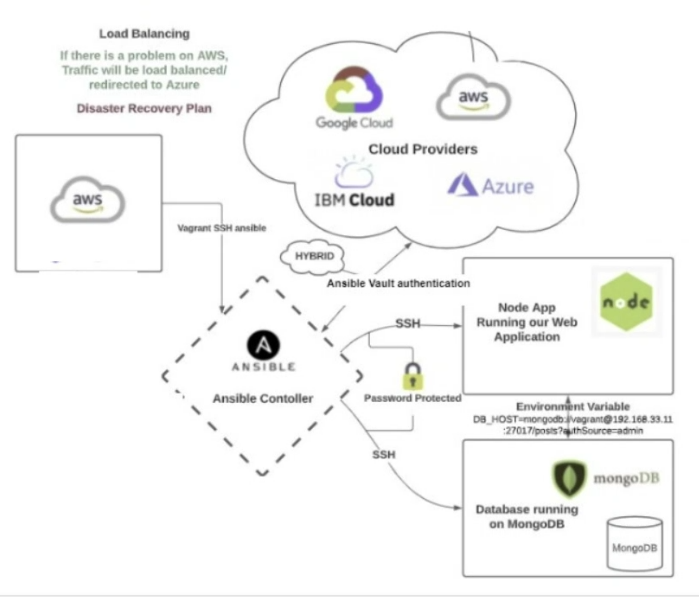 Load Balancing
If there is a problem on AWS,
Traffic will be load balanced/
redirected to Azure
Disaster Recovery Plan
aws
Google Cloud
aws
Cloud Providers
IBM Cloud
Azure
Vagrant SSH ansible
HYBRID
Ansible Vault authentication
ANSIBLE
Ansible Contoller
SSH
Password Protected
SSH
Node App
Running our Web
Application
node
Environment Variable
DB_HOST=mongodb://vagrant@192.168.33.11
:27017/posts?authSource=admin
mongoDB
Database running
on MongoDB
MongoDB